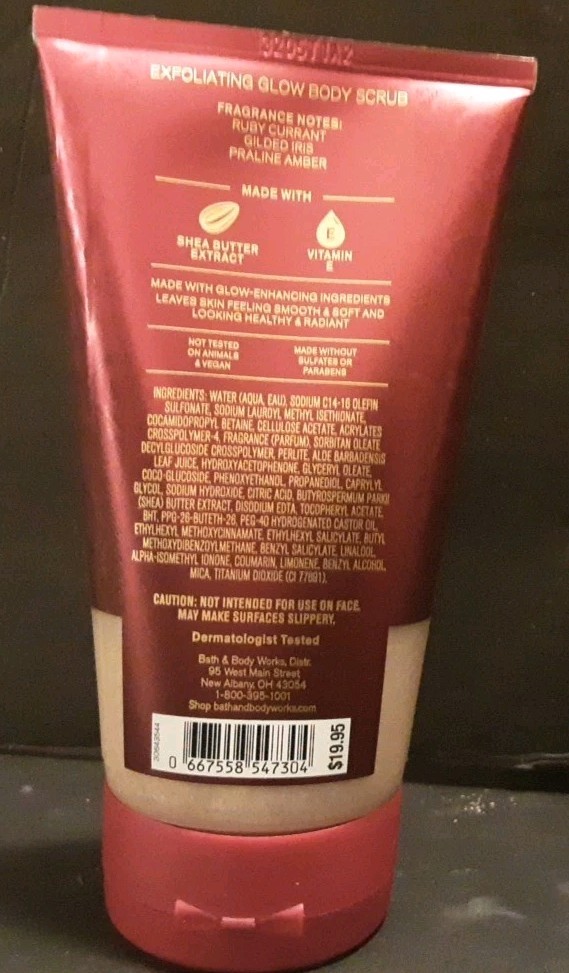 EXFOLIATING GLOW BODY SCRUB
FRAGRANCE NOTES:
RUBY CURRANT
GILDED IRIS
PRALINE AMBER
MADE WITH
SHEA BUTTER
EXTRACT
E
VITAMIN
E
MADE WITH GLOW-ENHANCING INGREDIENTS
LEAVES SKIN FEELING SMOOTH & SOFT AND
LOOKING HEALTHY & RADIANT
NOT TESTED
ON ANIMALS
& VEGAN
MADE WITHOUT
SULFATES OR
PARABENS
INGREDIENTS: WATER (AQUA, EAU), SODIUM C14-16 OLEFIN
SULFONATE, SODIUM LAUROYL METHYL ISETHIONATE,
COCAMIDOPROPYL BETAINE, CELLULOSE ACETATE, ACRYLATES
CROSSPOLYMER-4, FRAGRANCE (PARFUM), SORBITAN OLEATE
DECYLGLUCOSIDE CROSSPOLYMER, PERLITE, ALOE BARBADENSIS
LEAF JUICE, HYDROXYACETOPHENONE, GLYCERYL OLEATE,
COCO-GLUCOSIDE, PHENOXYETHANOL, PROPANEDIOL, CAPRYLYL
GLYCOL, SODIUM HYDROXIDE, CITRIC ACID, BUTYROSPERMUM PARKII
(SHEA) BUTTER EXTRACT, DISODIUM EDTA, TOCOPHERYL ACETATE,
BHT, PPG-26-BUTETH-26, PEG-40 HYDROGENATED CASTOR OIL,
ETHYLHEXYL METHOXYCINNAMATE, ETHYLHEXYL SALICYLATE, BUTYL
METHOXYDIBENZOYLMETHANE, BENZYL SALICYLATE, LINALOOL,
ALPHA-ISOMETHYL IONONE, COUMARIN, LIMONENE, BENZYL ALCOHOL,
MICA, TITANIUM DIOXIDE (CI 77891).
CAUTION: NOT INTENDED FOR USE ON FACE.
MAY MAKE SURFACES SLIPPERY.
Dermatologist Tested
Bath & Body Works, Distr.
95 West Main Street
New Albany, OH 43054
1-800-395-1001
Shop bathandbodyworks.com
0 667558 547304
$19.95